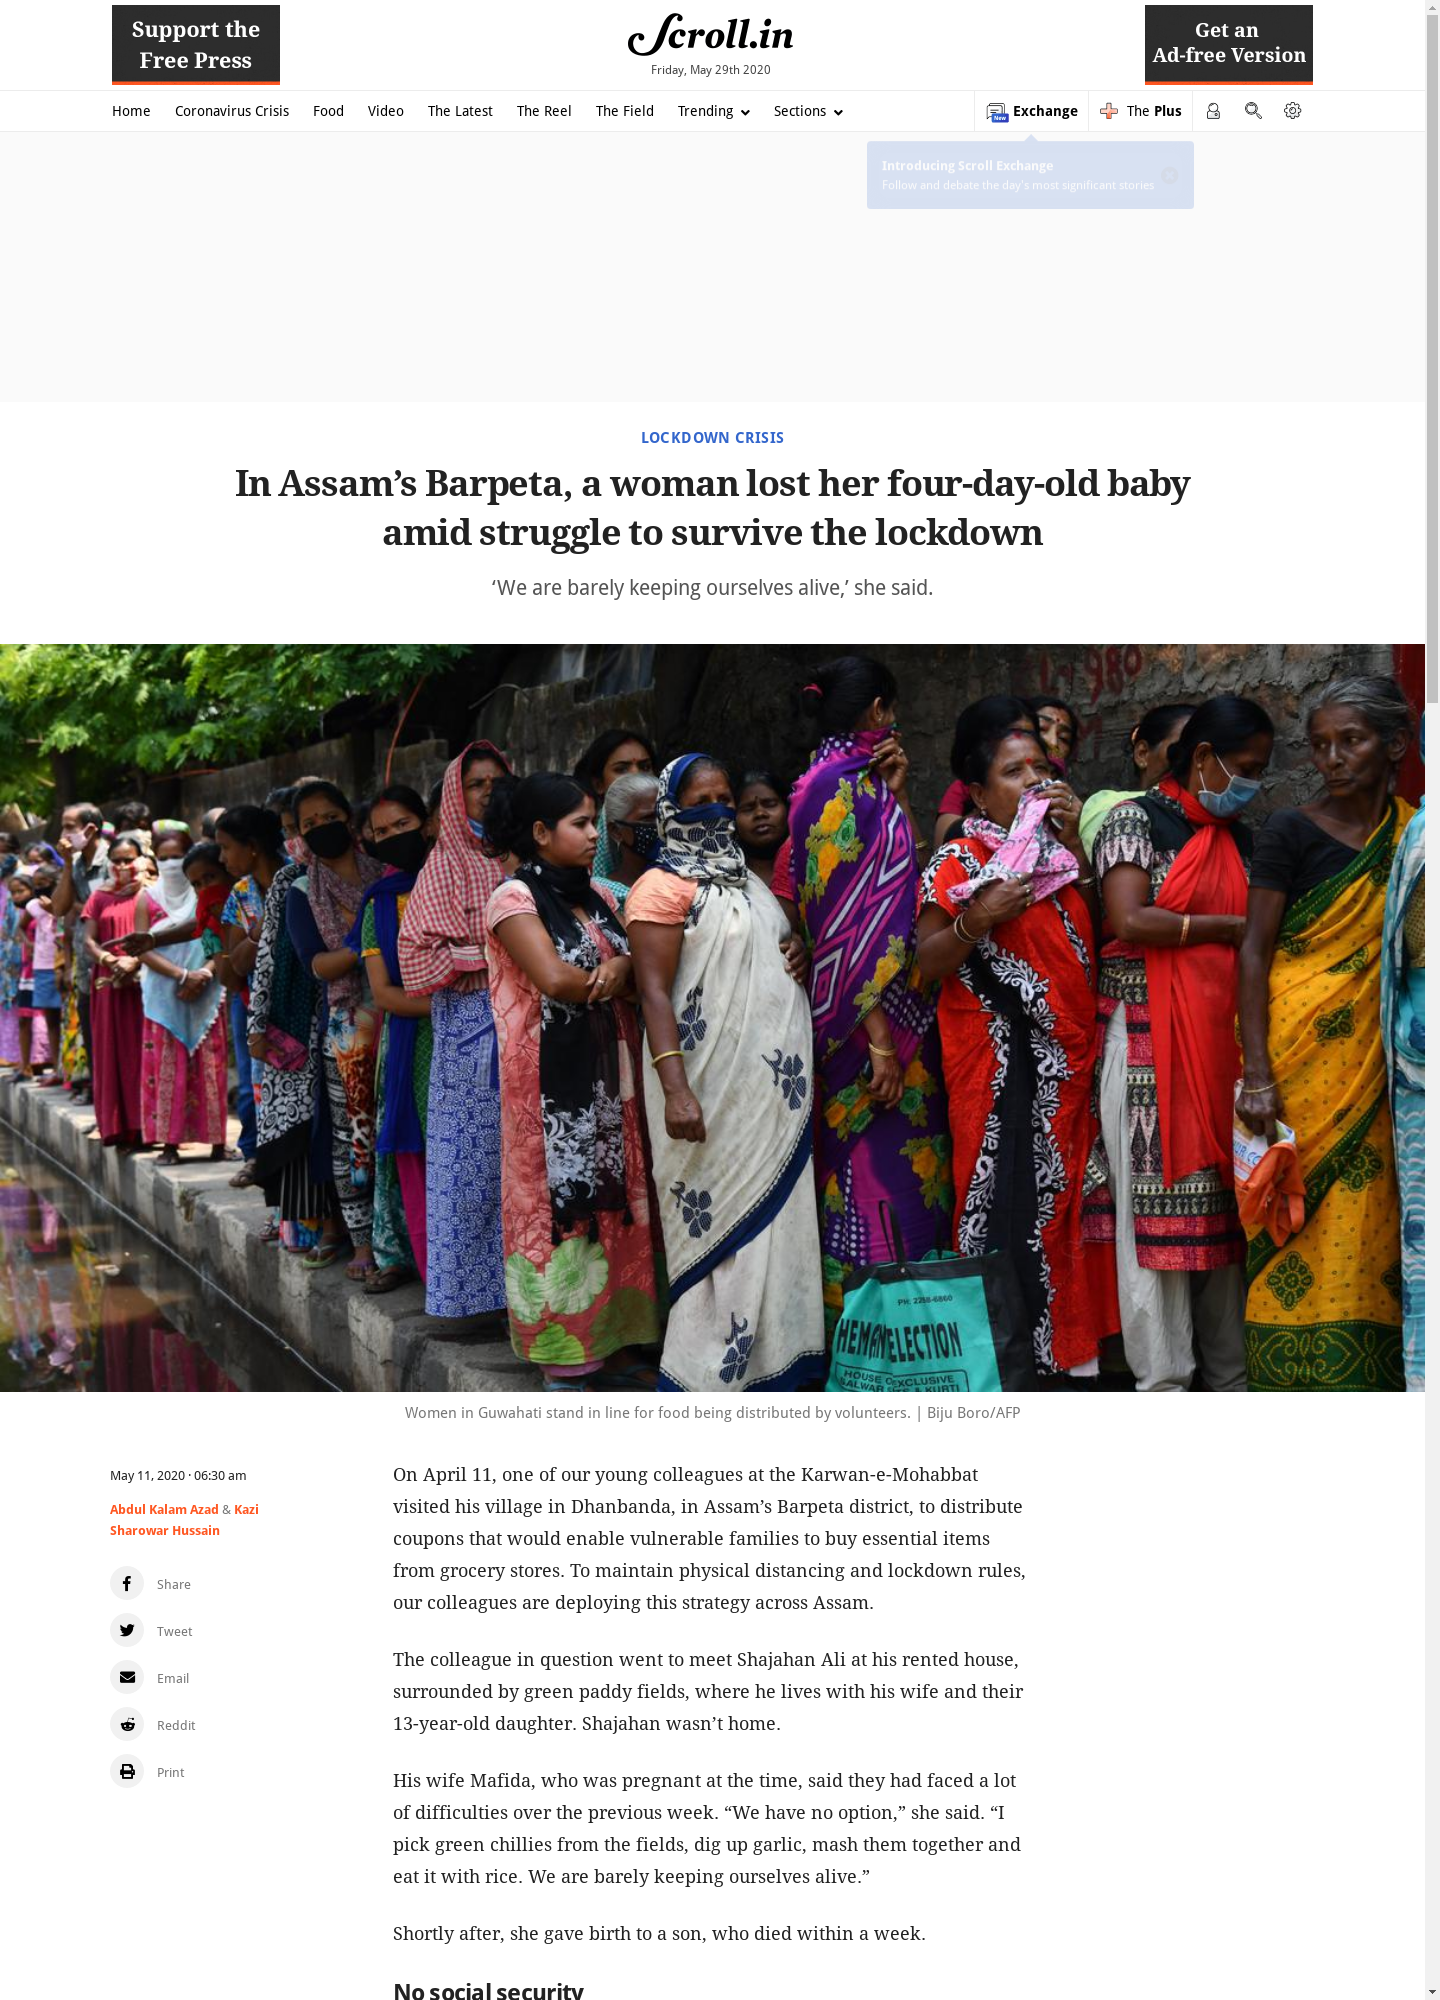 Support the
Free Press
Scroll.in
Friday, May 29th 2020
Get an
Ad-free Version
Home Coronavirus Crisis Food Video The Latest The Reel The Field Trending Sections New Exchange The Plus
Introducing Scroll Exchange
Follow and debate the day's most significant stories
LOCKDOWN CRISIS
In Assam’s Barpeta, a woman lost her four-day-old baby
amid struggle to survive the lockdown
‘We are barely keeping ourselves alive,’ she said.
980
PH: 2268-6860
HEMAN ELECTION
HOUSE EXCLUSIVE
SALWAR & KURTI
Women in Guwahati stand in line for food being distributed by volunteers. | Biju Boro/AFP
May 11, 2020 · 06:30 am
Abdul Kalam Azad & Kazi
Sharowar Hussain
Share
Tweet
Email
Reddit
Print
On April 11, one of our young colleagues at the Karwan-e-Mohabbat
visited his village in Dhanbanda, in Assam’s Barpeta district, to distribute
coupons that would enable vulnerable families to buy essential items
from grocery stores. To maintain physical distancing and lockdown rules,
our colleagues are deploying this strategy across Assam.
The colleague in question went to meet Shajahan Ali at his rented house,
surrounded by green paddy fields, where he lives with his wife and their
13-year-old daughter. Shajahan wasn’t home.
His wife Mafida, who was pregnant at the time, said they had faced a lot
of difficulties over the previous week. “We have no option,” she said. “I
pick green chillies from the fields, dig up garlic, mash them together and
eat it with rice. We are barely keeping ourselves alive.”
Shortly after, she gave birth to a son, who died within a week.
No social security